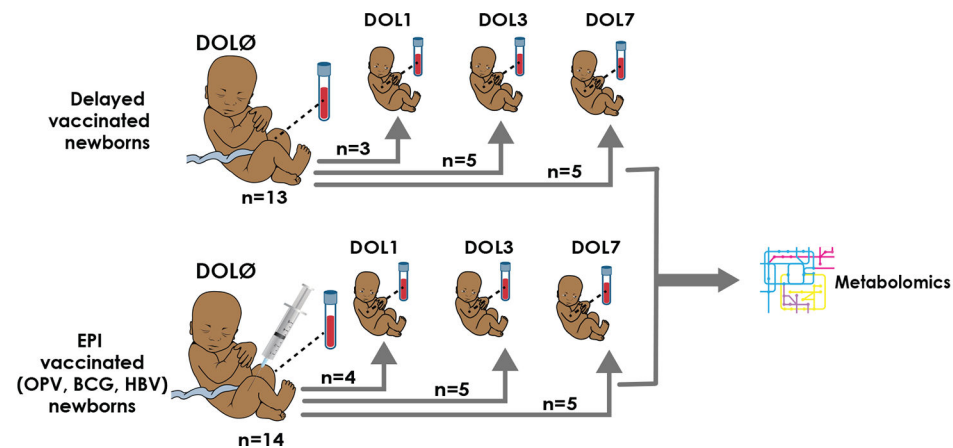 DOL1
DOL3
DOL7
DOLØ
Delayed
vaccinated
newborns
n=3
n=5
n=5
n=13
DOL1
DOL3
DOL7
DOLØ
Metabolomics
EPI
vaccinated
(OPV, BCG, HBV)
newborns
n=4
n=5
n=5
n=14